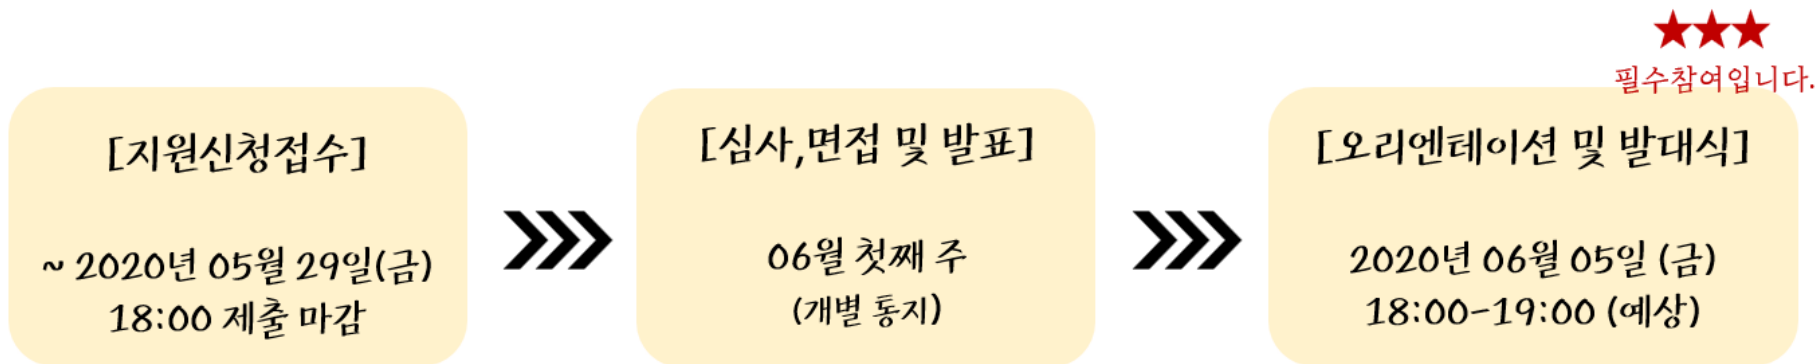 ★★★
필수참여입니다.
[지원신청접수]
~ 2020년 05월 29일(금)
18:00 제출 마감
[심사,면접 및 발표]
06월 첫째 주
(개별 통지)
[오리엔테이션 및 발대식]
2020년 06월 05일 (금)
18:00-19:00 (예상)